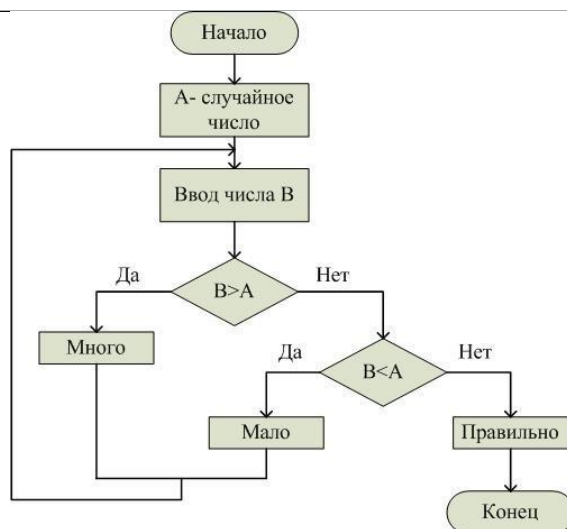 Начало
А- случайное
число
Ввод числа В
Да
Нет
В>А
Много
Да
Нет
В<А
Мало
Правильно
Конец